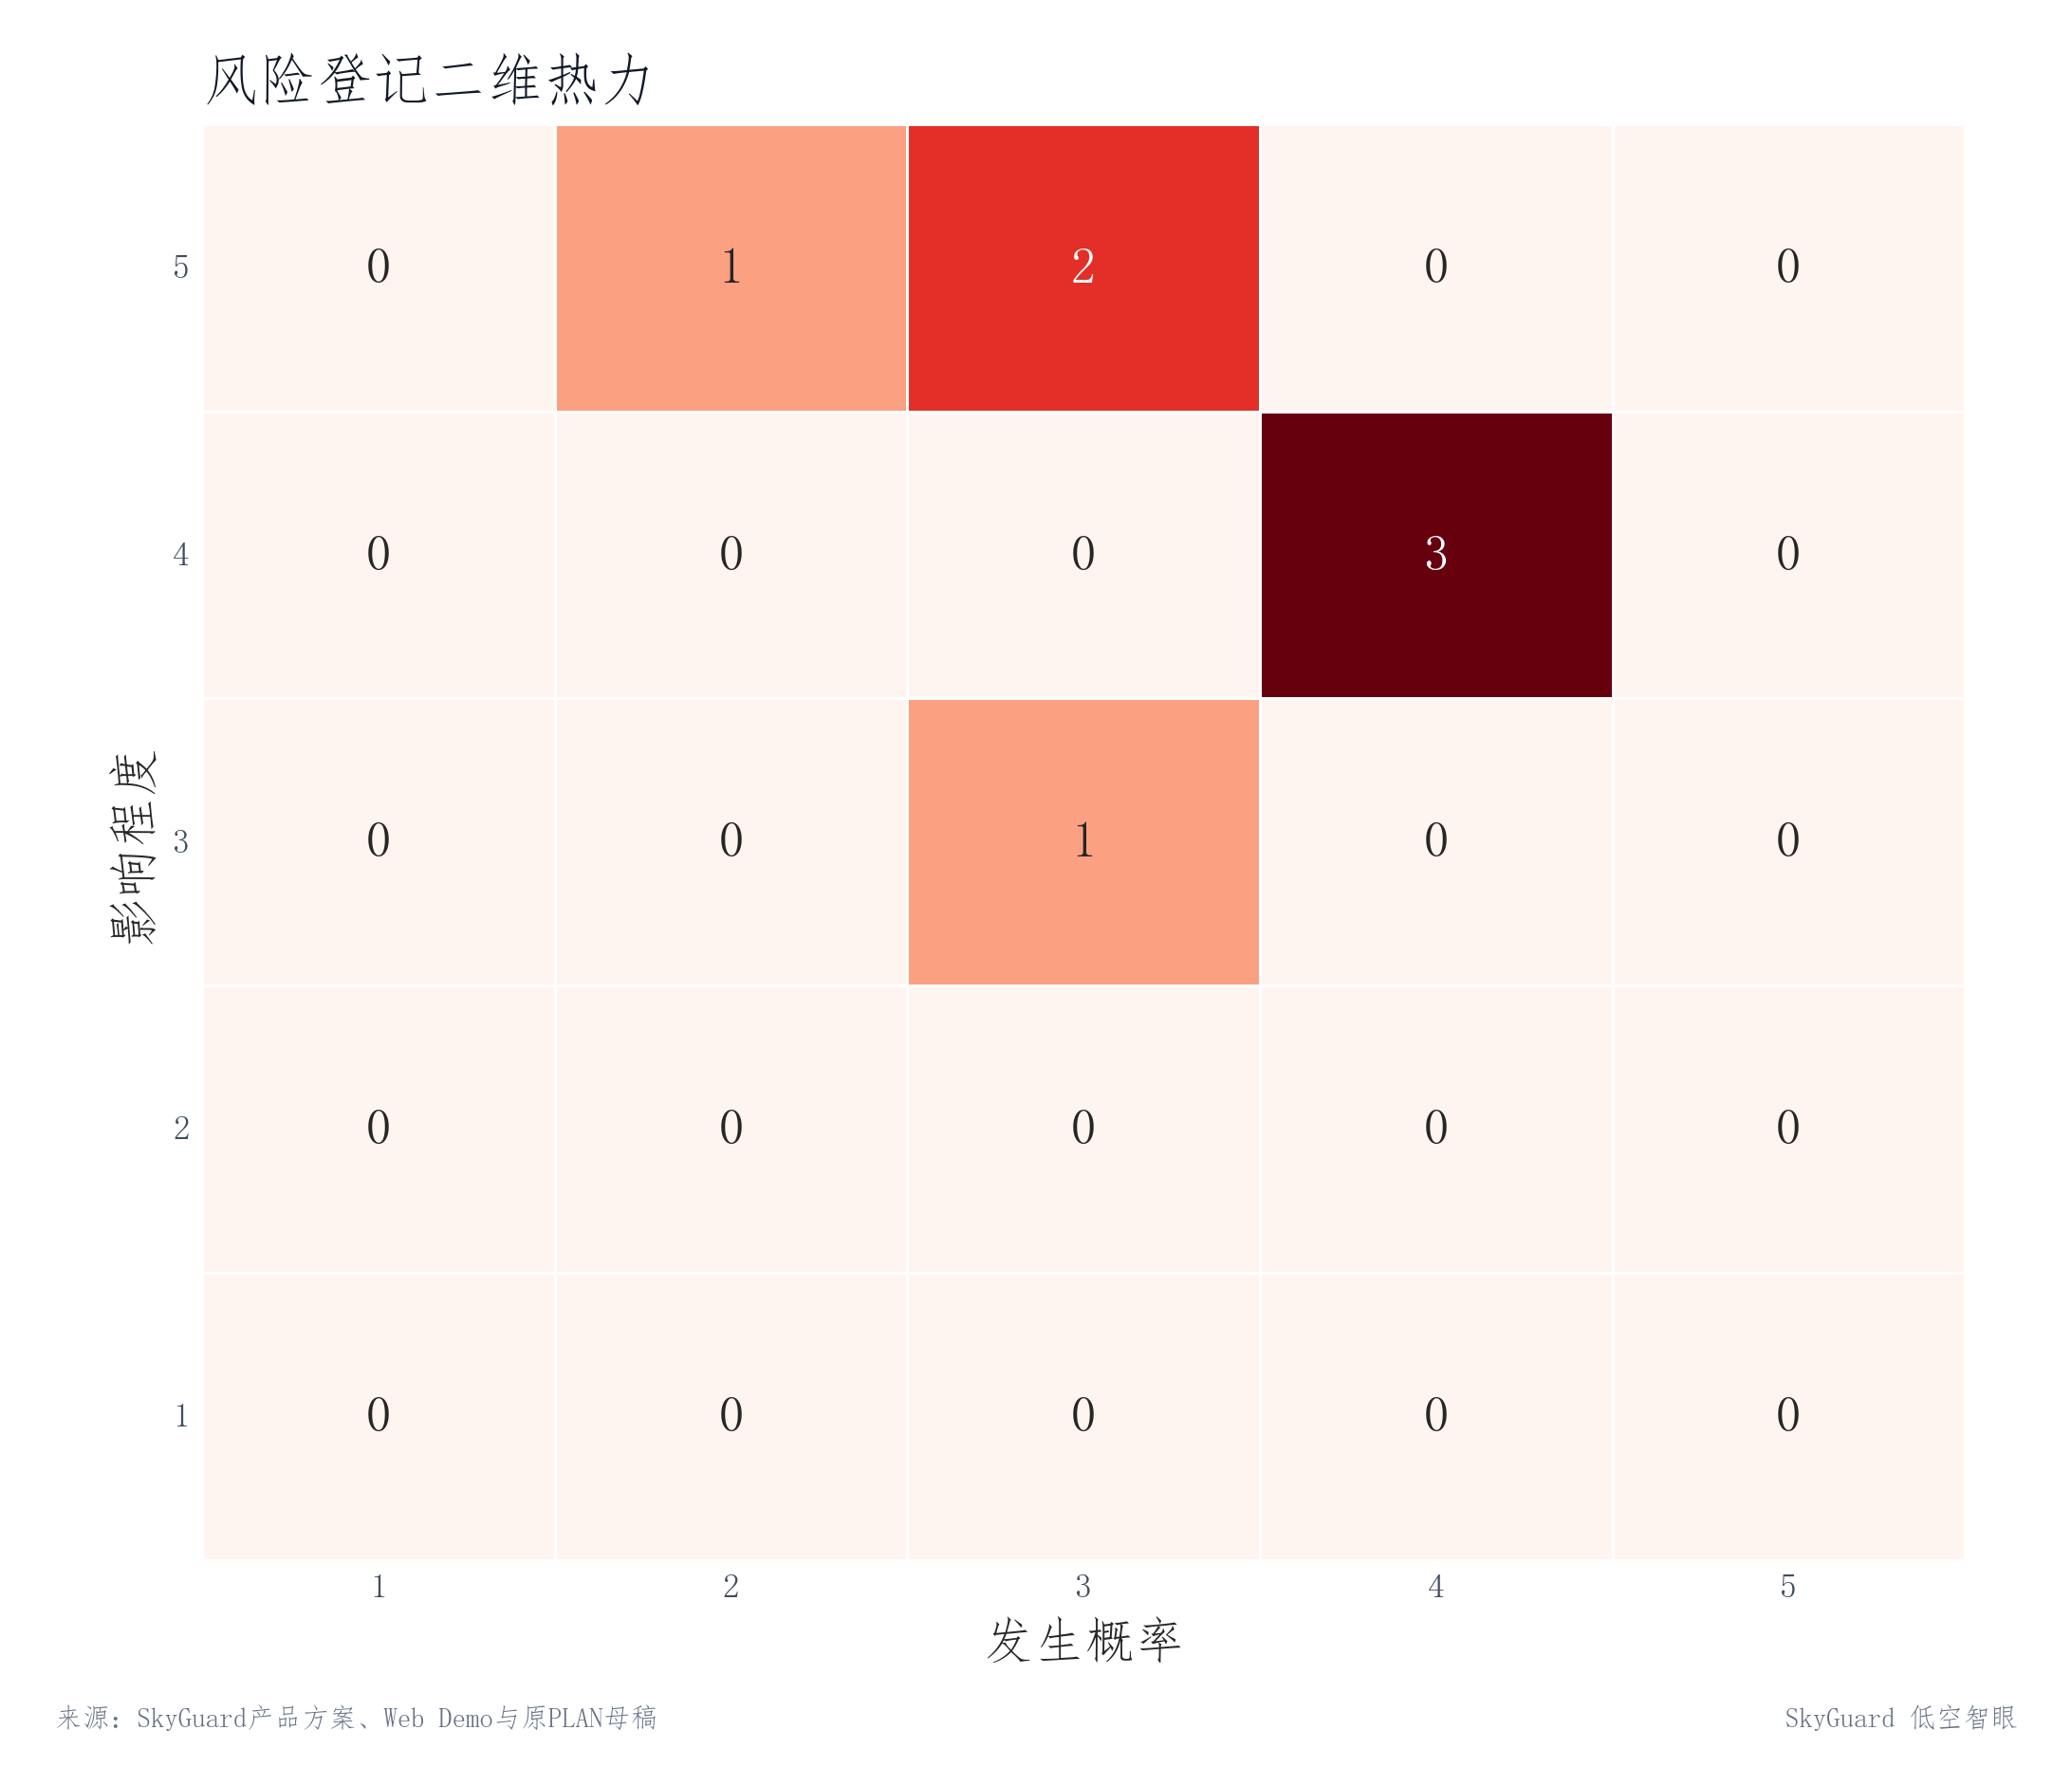 风险登记二维热力
5 0 1 2 0 0
4 0 0 0 3 0
影响程度
3 0 0 1 0 0
2 0 0 0 0 0
1 0 0 0 0 0
1 2 3 4 5
发生概率
来源：SkyGuard产品方案、Web Demo与原PLAN母稿
SkyGuard 低空智眼